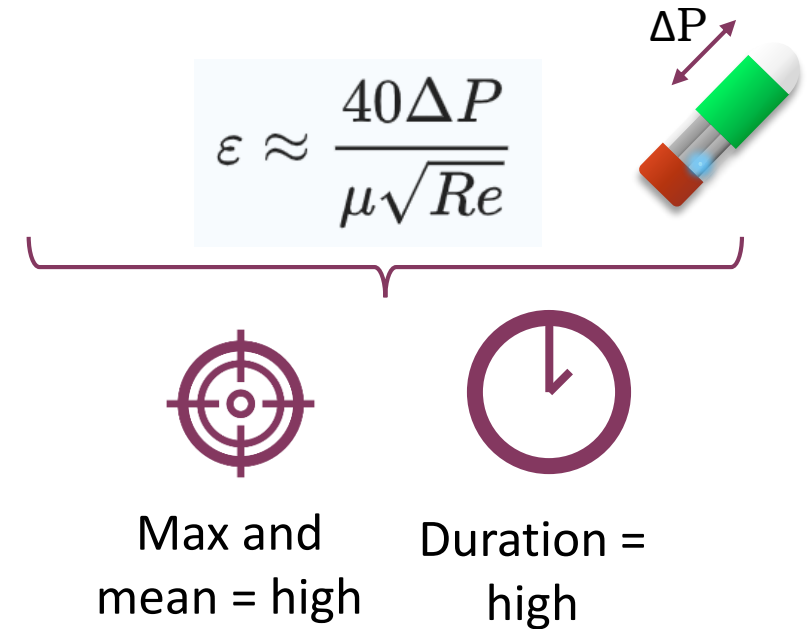 ΔP
ε ≈ 40ΔP / μ√Re
Max and
mean = high
Duration =
high